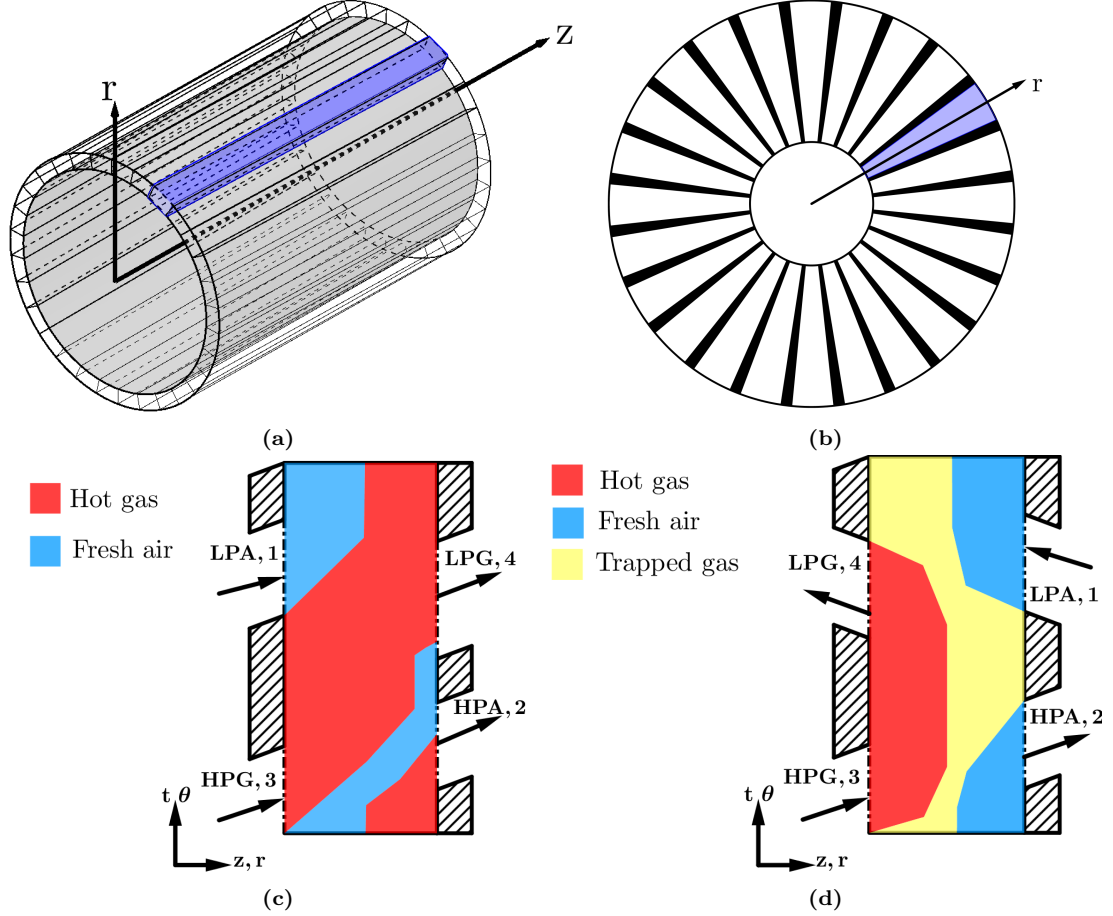 r
z
r
(a)
(b)
Hot gas
Fresh air
LPA, 1
LPG, 4
HPA, 2
HPG, 3
t θ
z, r
(c)
Hot gas
Fresh air
Trapped gas
LPG, 4
LPA, 1
HPA, 2
HPG, 3
t θ
z, r
(d)